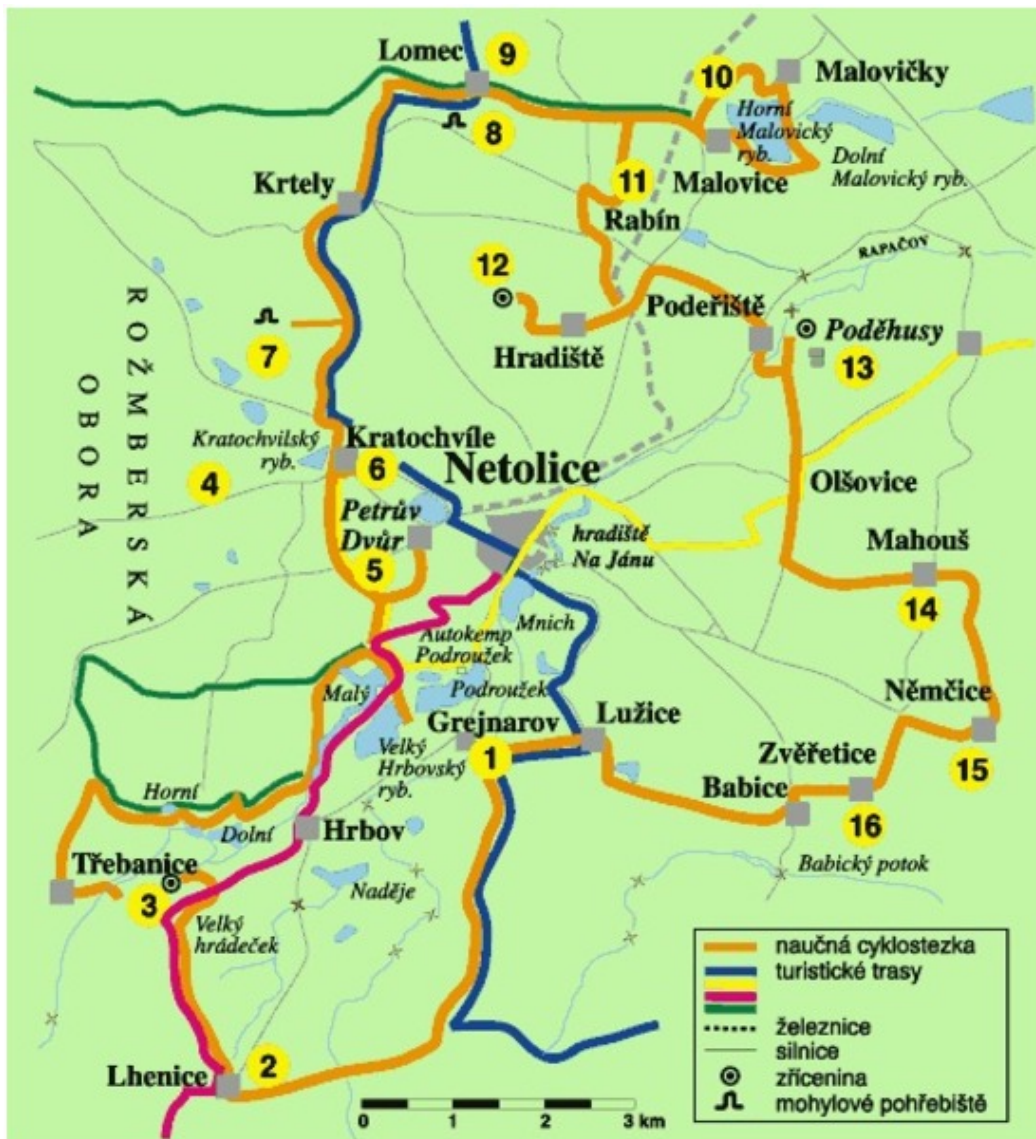 Lomec
9
10
Malovičky
8
Horní
Malovický
ryb.
Dolní
Malovický ryb.
Malovice
Krtely
11
Rabín
RAPAČOV
12
Podeřiště
Poděhusy
13
Hradiště
7
ROŽMBERSKÁ
OBORA
Kratochvilský
ryb.
Kratochvíle
6
4
Netolice
Olšovice
Petrův
Dvůr
5
hradiště
Na Jánu
Mahouš
14
Mnich
Autokemp
Podroužek
Malý
Podroužek
Němčice
15
Grejnarov
1
Lužice
Velký
Hrbovský
ryb.
Zvěřetice
Babice
16
Horní
Dolní
Hrbov
Babický potok
Třebanice
3
Naděje
Velký
hrádeček
Lhenice
2
naučná cyklostezka
turistické trasy
železnice
silnice
zřícenina
mohylové pohřebiště
0 1 2 3 km